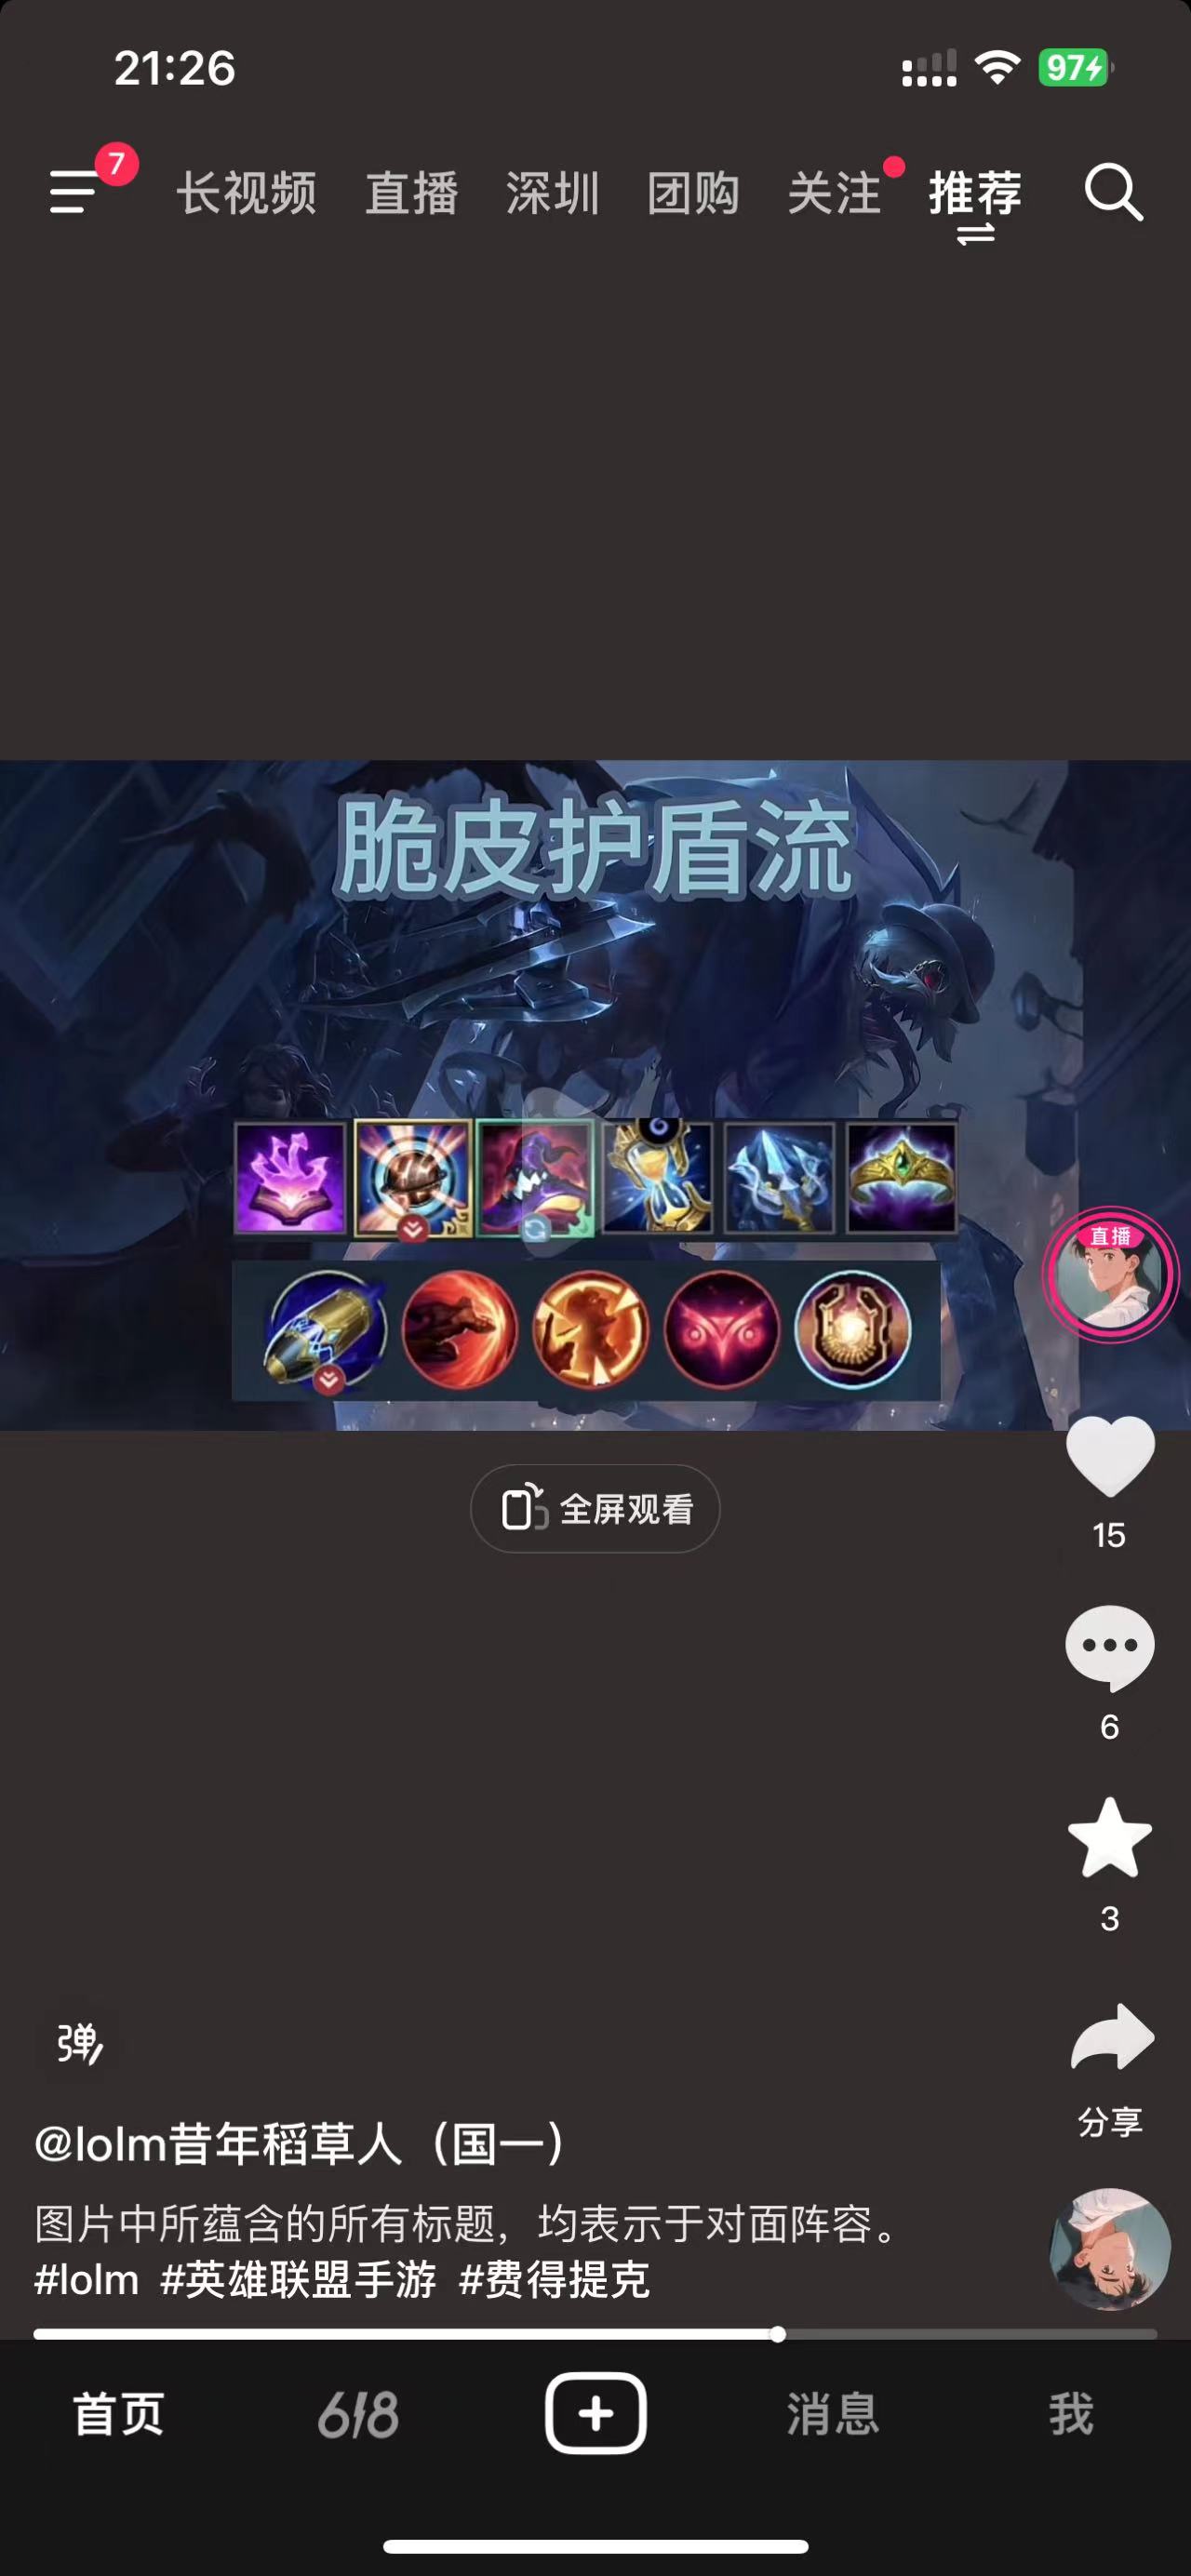 21:26
97
7
长视频 直播 深圳 团购 关注 推荐
脆皮护盾流
直播
全屏观看
15
6
3
分享
弹
@lolm昔年稻草人（国一）
图片中所蕴含的所有标题，均表示于对面阵容。
#lolm #英雄联盟手游 #费得提克
首页 618 消息 我